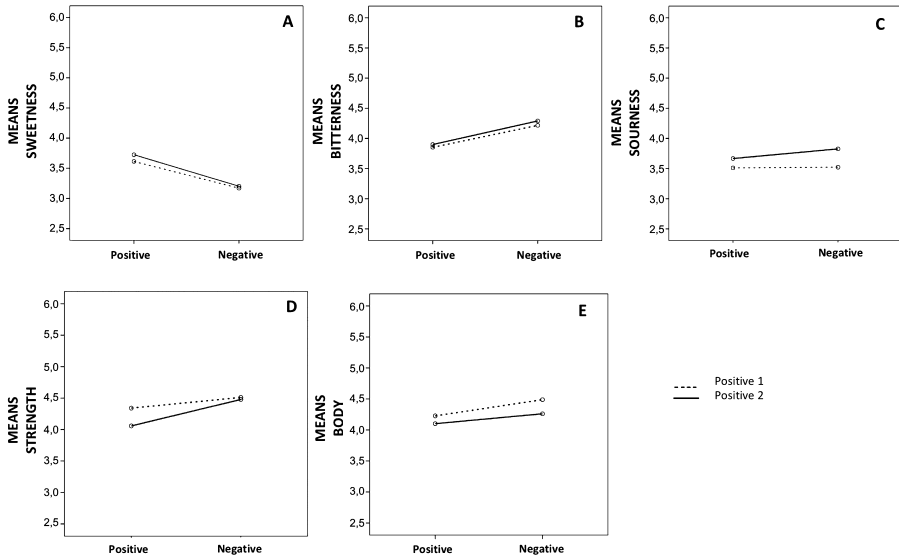 A
MEANS
SWEETNESS
6,0
5,5
5,0
4,5
4,0
3,5
3,0
2,5
Positive
Negative
B
MEANS
BITTERNESS
6,0
5,5
5,0
4,5
4,0
3,5
3,0
2,5
Positive
Negative
C
MEANS
SOURNESS
6,0
5,5
5,0
4,5
4,0
3,5
3,0
2,5
Positive
Negative
D
MEANS
STRENGTH
6,0
5,5
5,0
4,5
4,0
3,5
3,0
2,5
Positive
Negative
E
MEANS
BODY
6,0
5,5
5,0
4,5
4,0
3,5
3,0
2,5
Positive
Negative
Positive 1
Positive 2